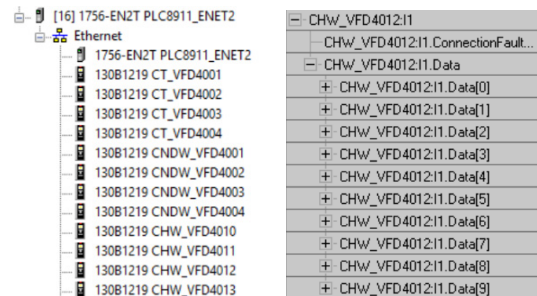 [16] 1756-EN2T PLC8911_ENET2
Ethernet
1756-EN2T PLC8911_ENET2
130B1219 CT_VFD4001
130B1219 CT_VFD4002
130B1219 CT_VFD4003
130B1219 CT_VFD4004
130B1219 CNDW_VFD4001
130B1219 CNDW_VFD4002
130B1219 CNDW_VFD4003
130B1219 CNDW_VFD4004
130B1219 CHW_VFD4010
130B1219 CHW_VFD4011
130B1219 CHW_VFD4012
130B1219 CHW_VFD4013
CHW_VFD4012:I1
CHW_VFD4012:I1.ConnectionFault...
CHW_VFD4012:I1.Data
CHW_VFD4012:I1.Data[0]
CHW_VFD4012:I1.Data[1]
CHW_VFD4012:I1.Data[2]
CHW_VFD4012:I1.Data[3]
CHW_VFD4012:I1.Data[4]
CHW_VFD4012:I1.Data[5]
CHW_VFD4012:I1.Data[6]
CHW_VFD4012:I1.Data[7]
CHW_VFD4012:I1.Data[8]
CHW_VFD4012:I1.Data[9]